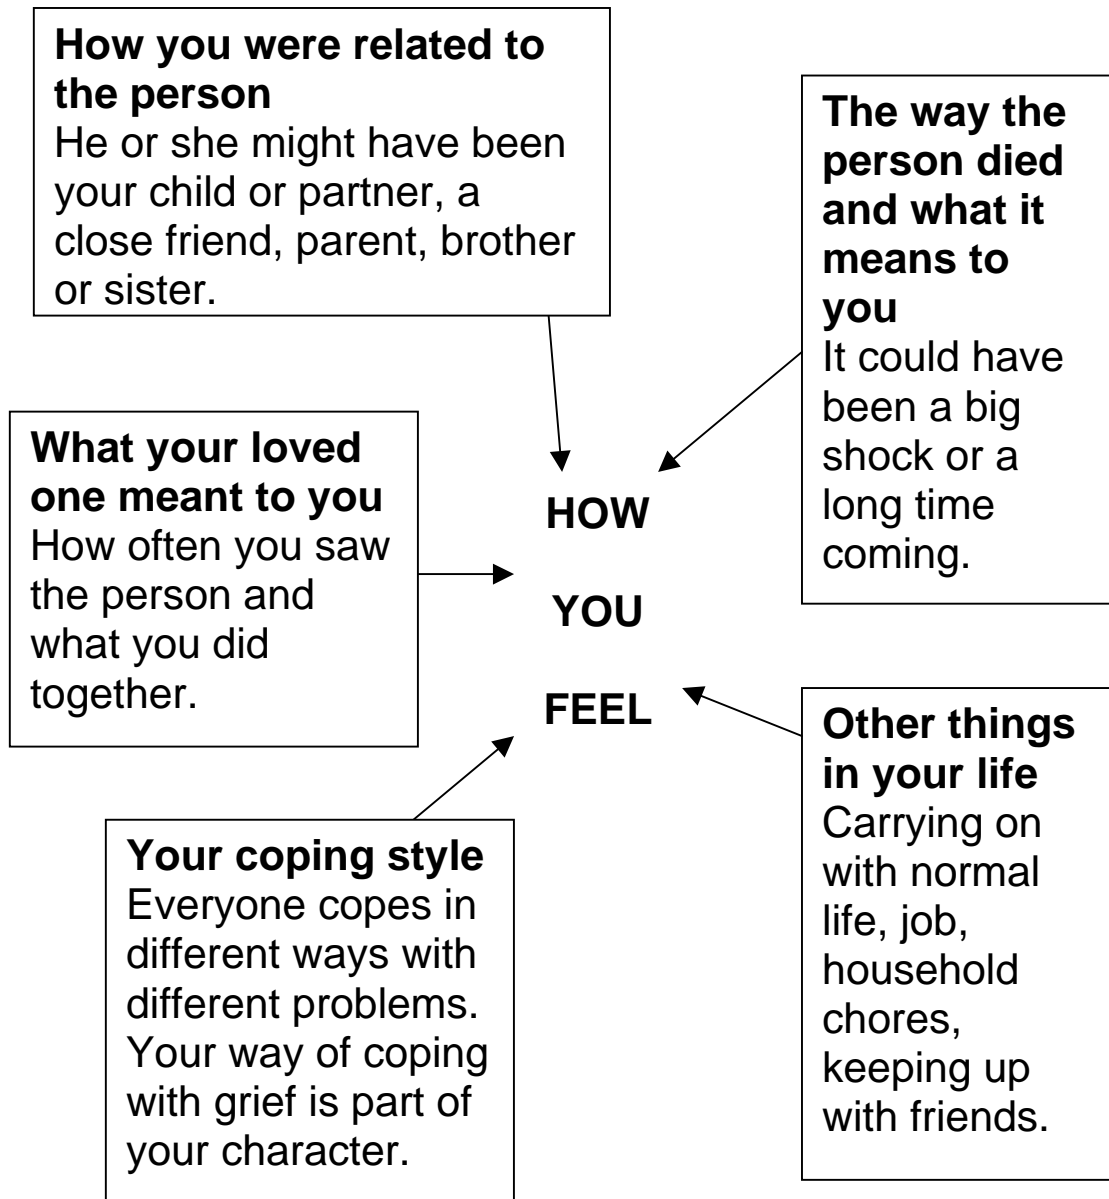 How you were related to
the person
He or she might have been
your child or partner, a
close friend, parent, brother
or sister.
The way the
person died
and what it
means to
you
It could have
been a big
shock or a
long time
coming.
What your loved
one meant to you
How often you saw
the person and
what you did
together.
HOW
YOU
FEEL
Other things
in your life
Carrying on
with normal
life, job,
household
chores,
keeping up
with friends.
Your coping style
Everyone copes in
different ways with
different problems.
Your way of coping
with grief is part of
your character.